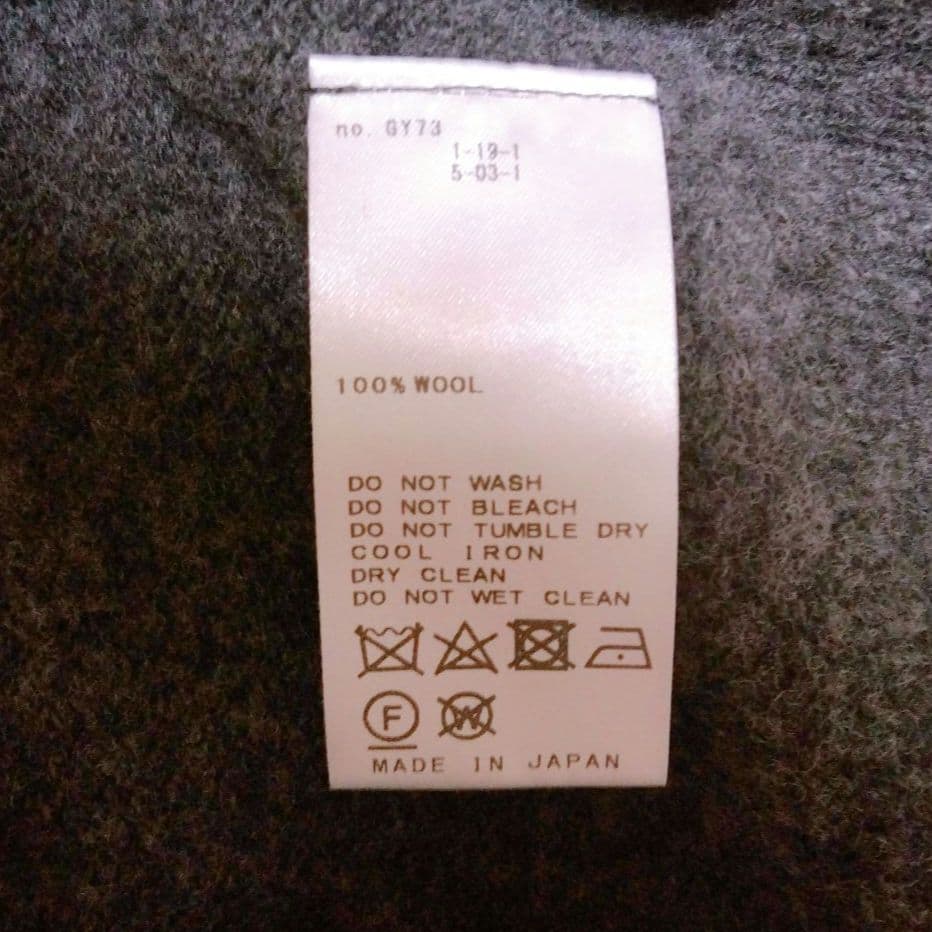 no. GY73
1-19-1
5-03-1
100% WOOL
DO NOT WASH
DO NOT BLEACH
DO NOT TUMBLE DRY
COOL IRON
DRY CLEAN
DO NOT WET CLEAN
F W
MADE IN JAPAN